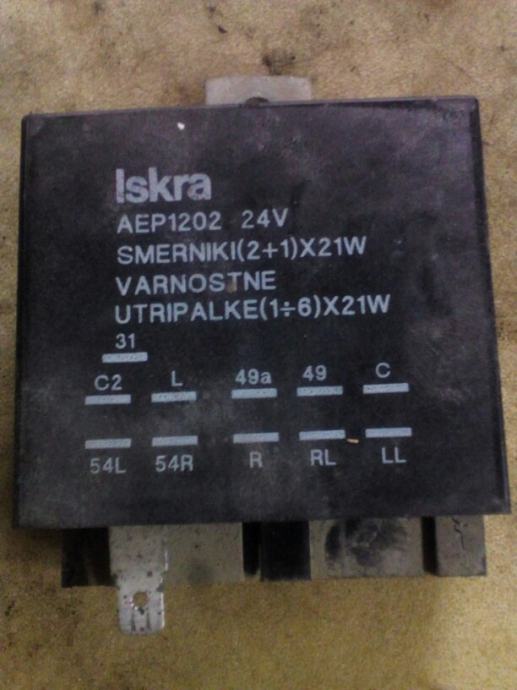 Iskra
AEP1202 24V
SMERNIKI(2+1)X21W
VARNOSTNE
UTRIPALKE(1÷6)X21W
31
C2 L 49a 49 C
54L 54R R RL LL